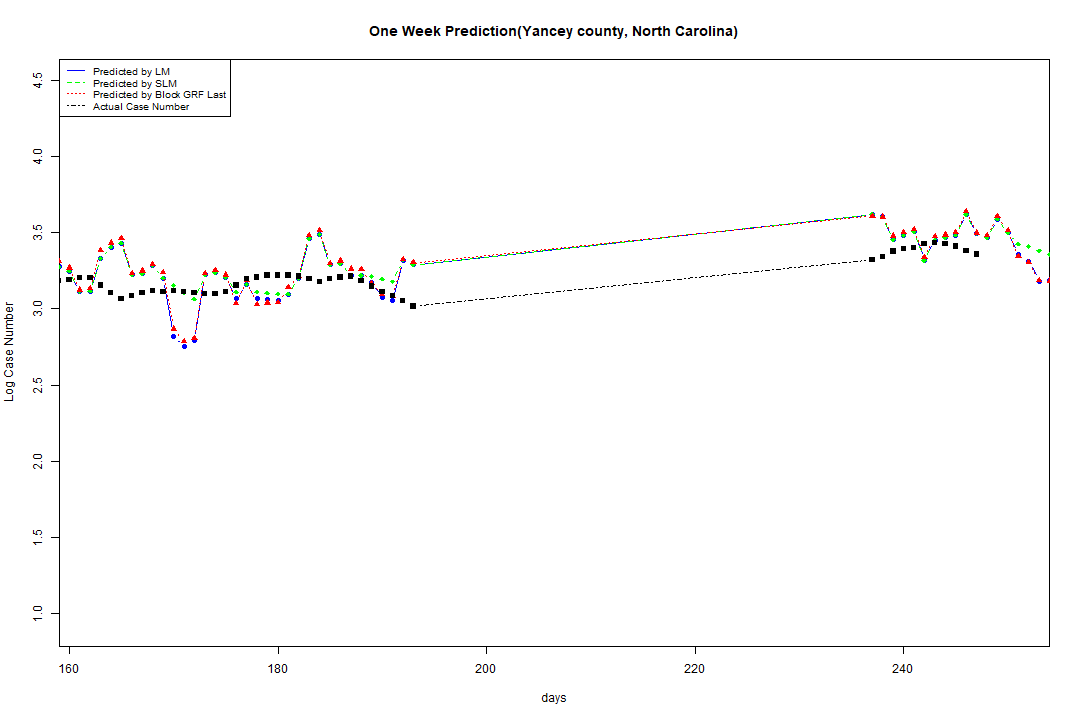 One Week Prediction(Yancey county, North Carolina)
Predicted by LM
Predicted by SLM
Predicted by Block GRF Last
Actual Case Number
4.5
4.0
3.5
3.0
2.5
2.0
1.5
1.0
Log Case Number
160
180
200
220
240
days